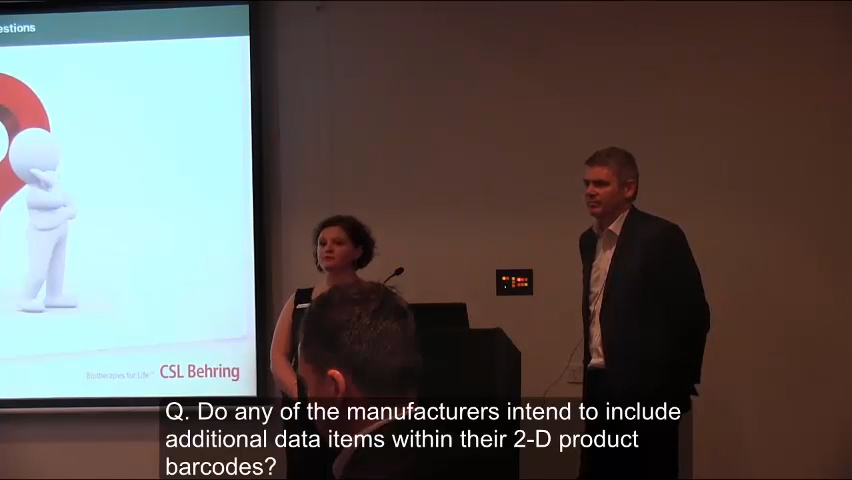 estions
Biotherapies for Life™ CSL Behring
Q. Do any of the manufacturers intend to include
additional data items within their 2-D product
barcodes?